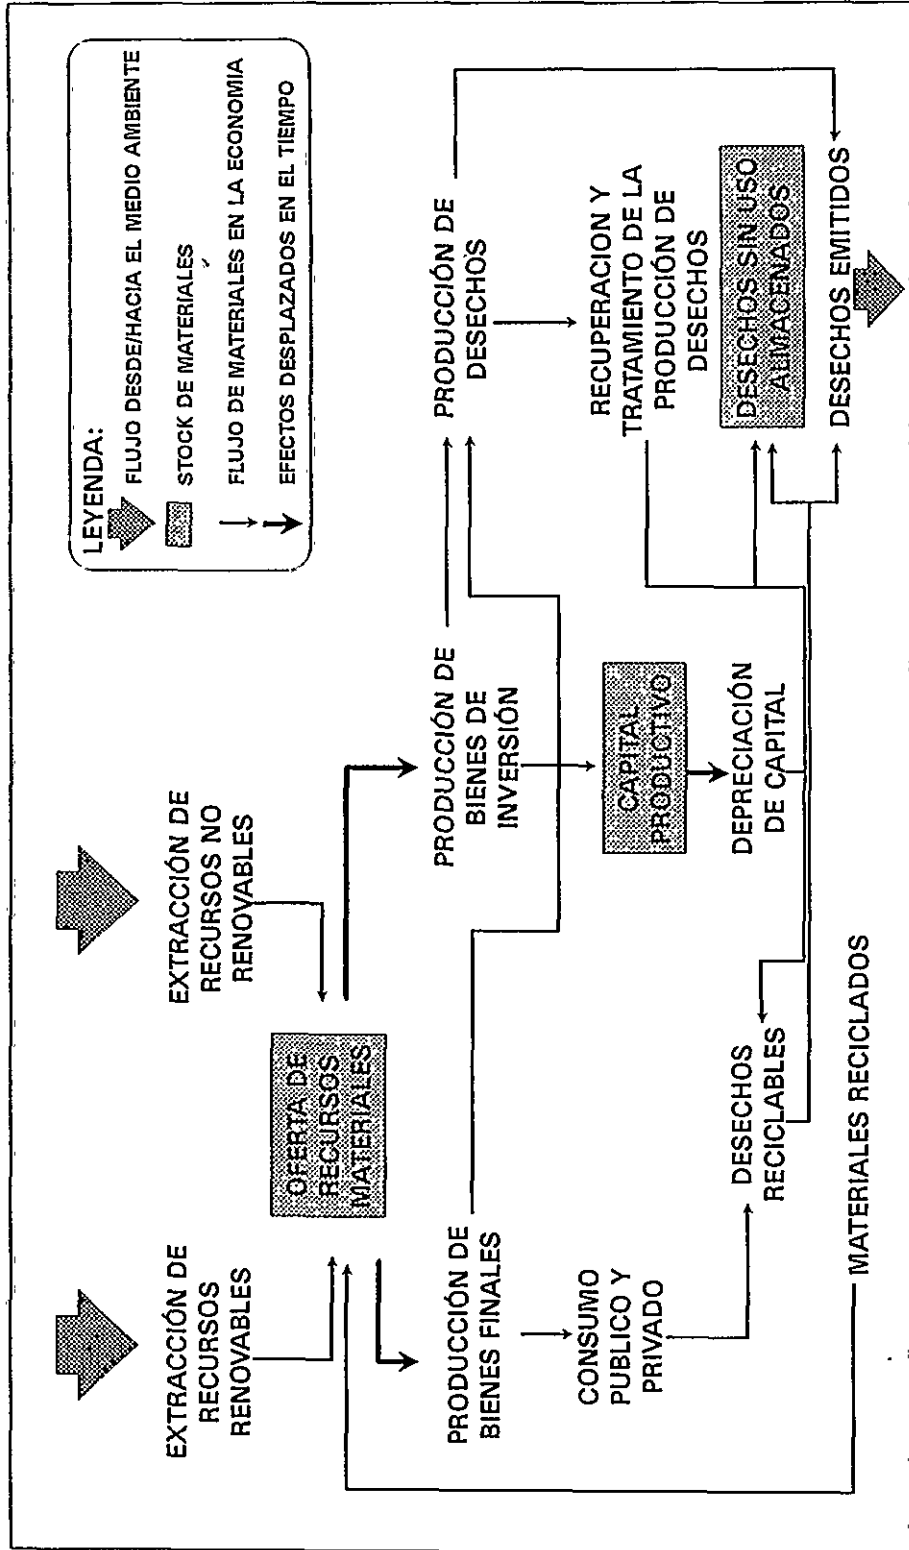 LEYENDA:
FLUJO DESDE/HACIA EL MEDIO AMBIENTE
STOCK DE MATERIALES
FLUJO DE MATERIALES EN LA ECONOMIA
EFECTOS DESPLAZADOS EN EL TIEMPO
EXTRACCIÓN DE
RECURSOS
RENOVABLES
EXTRACCIÓN DE
RECURSOS NO
RENOVABLES
OFERTA DE
RECURSOS
MATERIALES
PRODUCCIÓN DE
BIENES FINALES
PRODUCCIÓN DE
BIENES DE
INVERSIÓN
PRODUCCIÓN DE
DESECHOS
CONSUMO
PUBLICO Y
PRIVADO
CAPITAL
PRODUCTIVO
RECUPERACION Y
TRATAMIENTO DE LA
PRODUCCIÓN DE
DESECHOS
DESECHOS
RECICLABLES
DEPRECIACIÓN
DE CAPITAL
DESECHOS SIN USO
ALMACENADOS
MATERIALES RECICLADOS
DESECHOS EMITIDOS